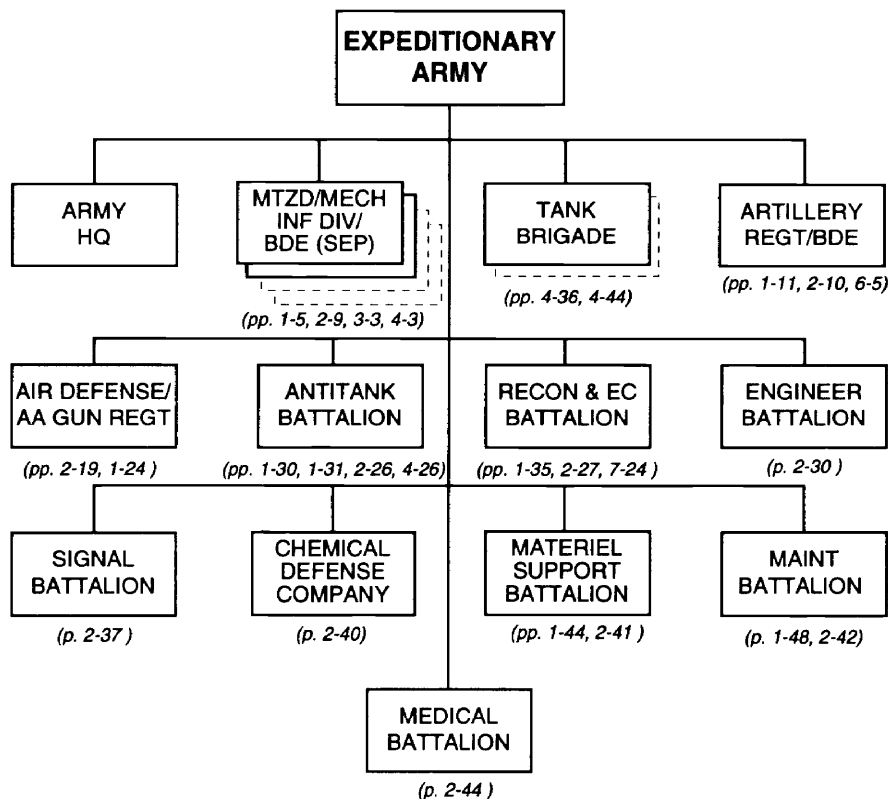 EXPEDITIONARY
ARMY
ARMY
HQ
MTZD/MECH
INF DIV/
BDE (SEP)
(pp. 1-5, 2-9, 3-3, 4-3)
TANK
BRIGADE
(pp. 4-36, 4-44)
ARTILLERY
REGT/BDE
(pp. 1-11, 2-10, 6-5)
AIR DEFENSE/
AA GUN REGT
(pp. 2-19, 1-24)
ANTITANK
BATTALION
(pp. 1-30, 1-31, 2-26, 4-26)
RECON & EC
BATTALION
(pp. 1-35, 2-27, 7-24 )
ENGINEER
BATTALION
(p. 2-30 )
SIGNAL
BATTALION
(p. 2-37 )
CHEMICAL
DEFENSE
COMPANY
(p. 2-40)
MATERIEL
SUPPORT
BATTALION
(pp. 1-44, 2-41 )
MAINT
BATTALION
(p. 1-48, 2-42)
MEDICAL
BATTALION
(p. 2-44 )